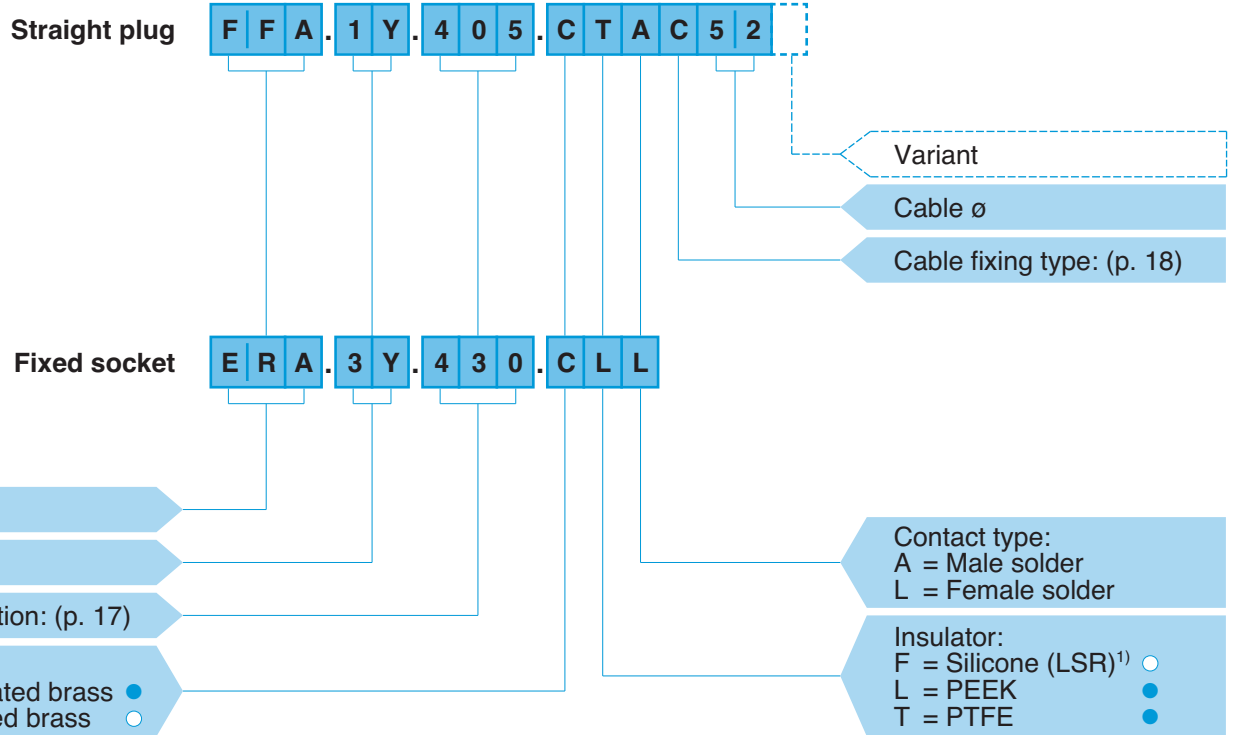 Straight plug F F A . 1 Y . 4 0 5 . C T A C 5 2
Variant
Cable ø
Cable fixing type: (p. 18)
Fixed socket E R A . 3 Y . 4 3 0 . C L L
tion: (p. 17)
ated brass
ed brass
Contact type:
A = Male solder
L = Female solder
Insulator:
F = Silicone (LSR)1)
L = PEEK
T = PTFE